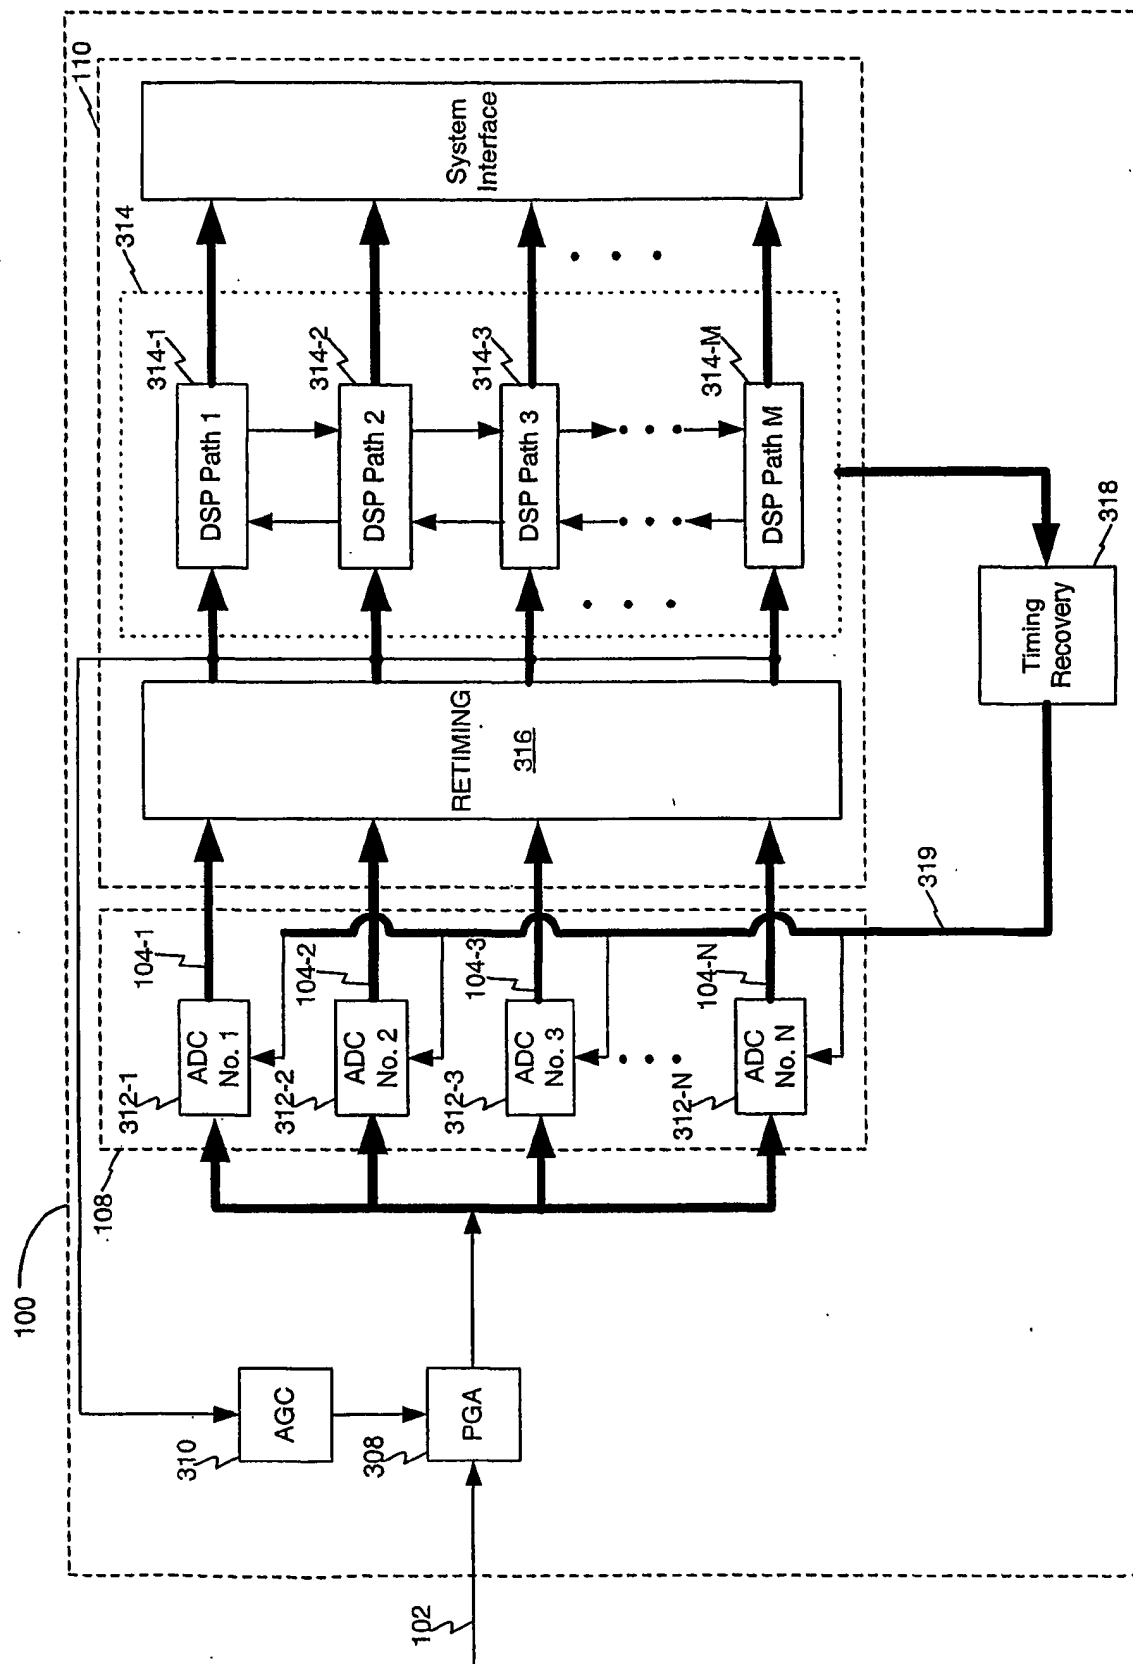 100
110
108
102
310
AGC
308
PGA
312-1
ADC
No. 1
104-1
312-2
ADC
No. 2
104-2
312-3
ADC
No. 3
104-3
312-N
ADC
No. N
104-N
RETIMING
316
314
314-1
DSP Path 1
314-2
DSP Path 2
314-3
DSP Path 3
314-M
DSP Path M
System
Interface
Timing
Recovery
318
319